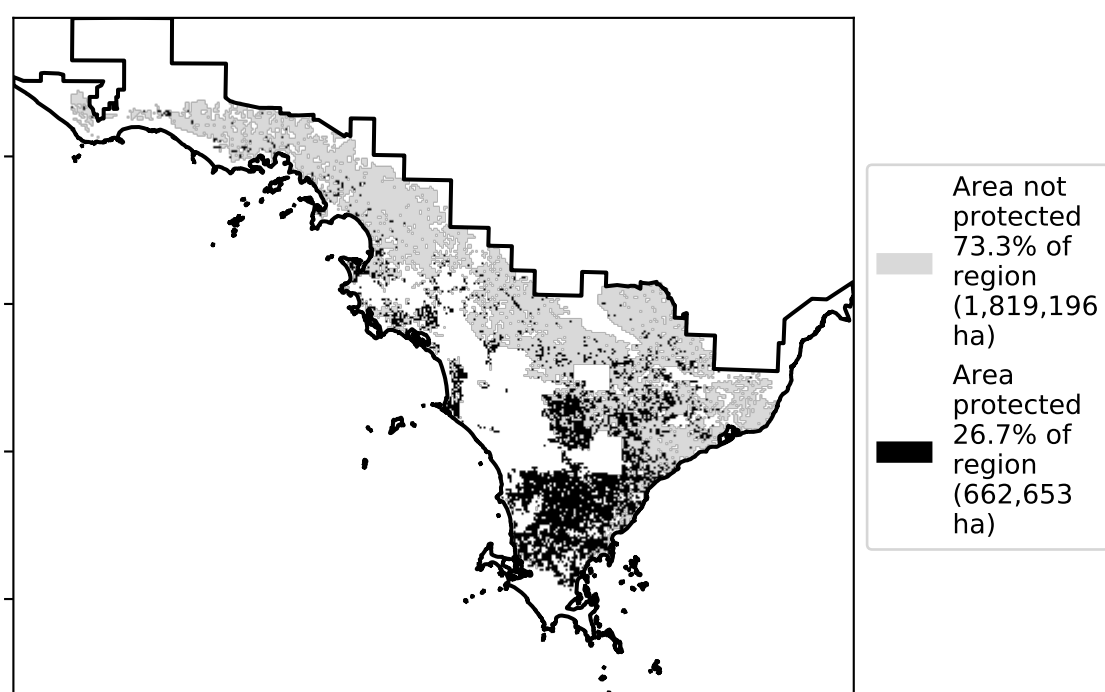 Area not
protected
73.3% of
region
(1,819,196
ha)
Area
protected
26.7% of
region
(662,653
ha)